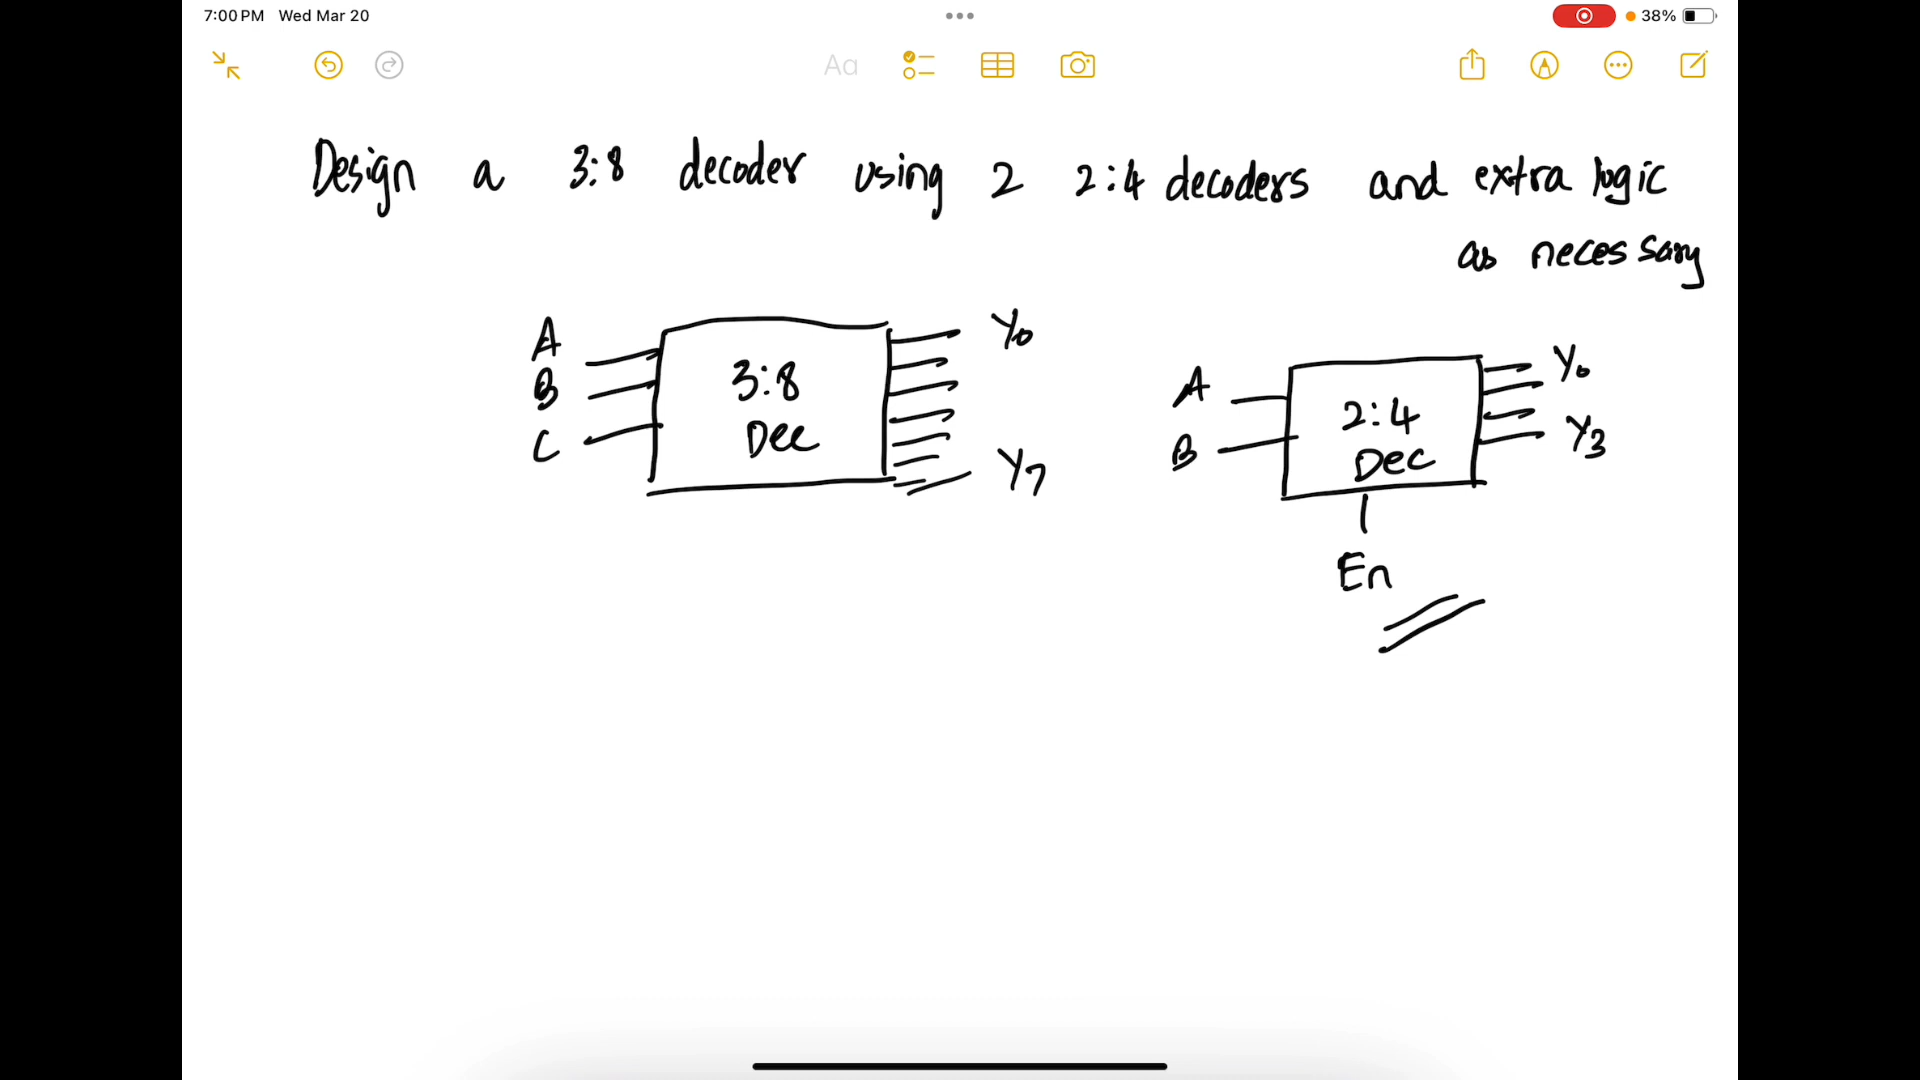 7:00 PM Wed Mar 20
38%
Aa
Design a 3:8 decoder using 2 2:4 decoders and extra logic
as necessary
A
B
C
3:8
Dec
Y0
Y7
A
B
2:4
Dec
Y0
Y3
En